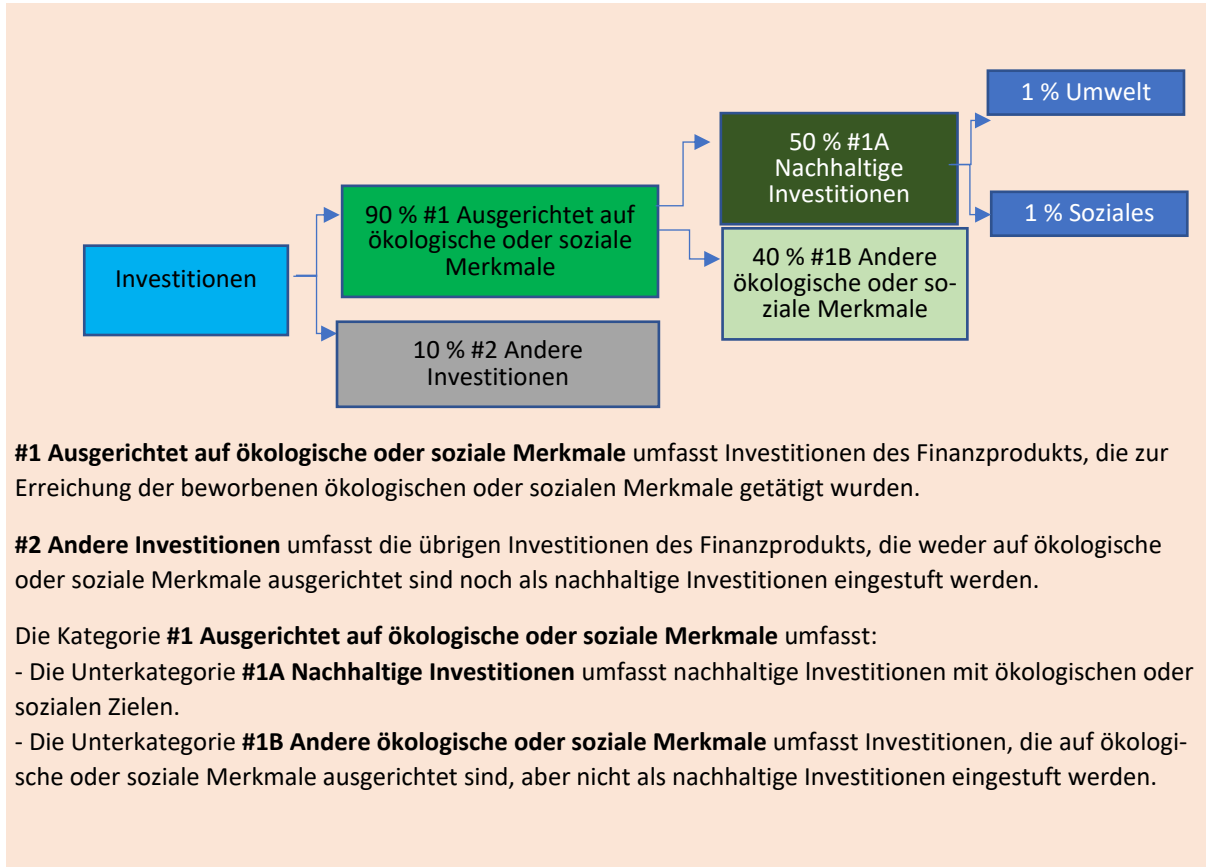 1 % Umwelt
50 % #1A
Nachhaltige
Investitionen
1 % Soziales
90 % #1 Ausgerichtet auf
ökologische oder soziale
Merkmale
40 % #1B Andere
ökologische oder so-
ziale Merkmale
Investitionen
10 % #2 Andere
Investitionen
#1 Ausgerichtet auf ökologische oder soziale Merkmale umfasst Investitionen des Finanzprodukts, die zur
Erreichung der beworbenen ökologischen oder sozialen Merkmale getätigt wurden.
#2 Andere Investitionen umfasst die übrigen Investitionen des Finanzprodukts, die weder auf ökologische
oder soziale Merkmale ausgerichtet sind noch als nachhaltige Investitionen eingestuft werden.
Die Kategorie #1 Ausgerichtet auf ökologische oder soziale Merkmale umfasst:
- Die Unterkategorie #1A Nachhaltige Investitionen umfasst nachhaltige lnvestitionen mit ökologischen oder
sozialen Zielen.
- Die Unterkategorie #1B Andere ökologische oder soziale Merkmale umfasst Investitionen, die auf ökologi-
sche oder soziale Merkmale ausgerichtet sind, aber nicht als nachhaltige Investitionen eingestuft werden.